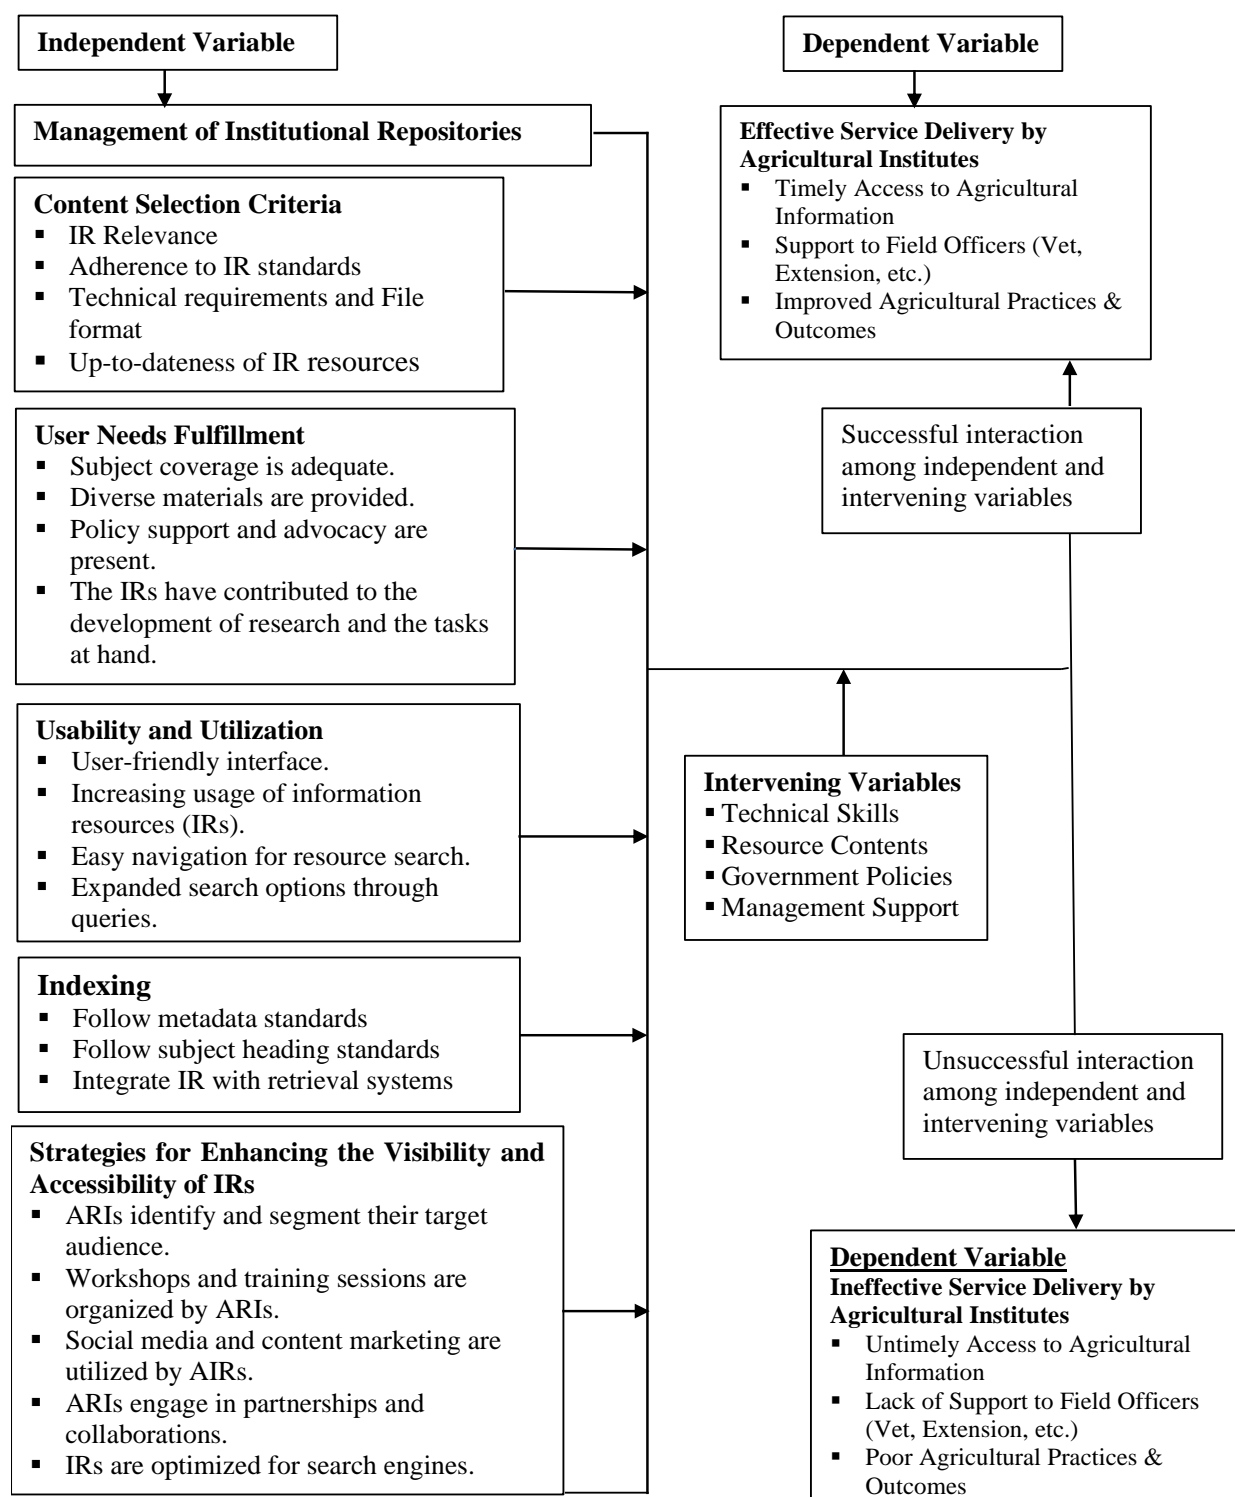 Independent Variable
Management of Institutional Repositories
Content Selection Criteria
▪ IR Relevance
▪ Adherence to IR standards
▪ Technical requirements and File
format
▪ Up-to-dateness of IR resources
User Needs Fulfillment
▪ Subject coverage is adequate.
▪ Diverse materials are provided.
▪ Policy support and advocacy are
present.
▪ The IRs have contributed to the
development of research and the tasks
at hand.
Usability and Utilization
▪ User-friendly interface.
▪ Increasing usage of information
resources (IRs).
▪ Easy navigation for resource search.
▪ Expanded search options through
queries.
Indexing
▪ Follow metadata standards
▪ Follow subject heading standards
▪ Integrate IR with retrieval systems
Strategies for Enhancing the Visibility and
Accessibility of IRs
▪ ARIs identify and segment their target
audience.
▪ Workshops and training sessions are
organized by ARIs.
▪ Social media and content marketing are
utilized by AIRs.
▪ ARIs engage in partnerships and
collaborations.
▪ IRs are optimized for search engines.
Intervening Variables
▪ Technical Skills
▪ Resource Contents
▪ Government Policies
▪ Management Support
Dependent Variable
Effective Service Delivery by
Agricultural Institutes
▪ Timely Access to Agricultural
Information
▪ Support to Field Officers (Vet,
Extension, etc.)
▪ Improved Agricultural Practices &
Outcomes
Successful interaction
among independent and
intervening variables
Unsuccessful interaction
among independent and
intervening variables
Dependent Variable
Ineffective Service Delivery by
Agricultural Institutes
▪ Untimely Access to Agricultural
Information
▪ Lack of Support to Field Officers
(Vet, Extension, etc.)
▪ Poor Agricultural Practices &
Outcomes